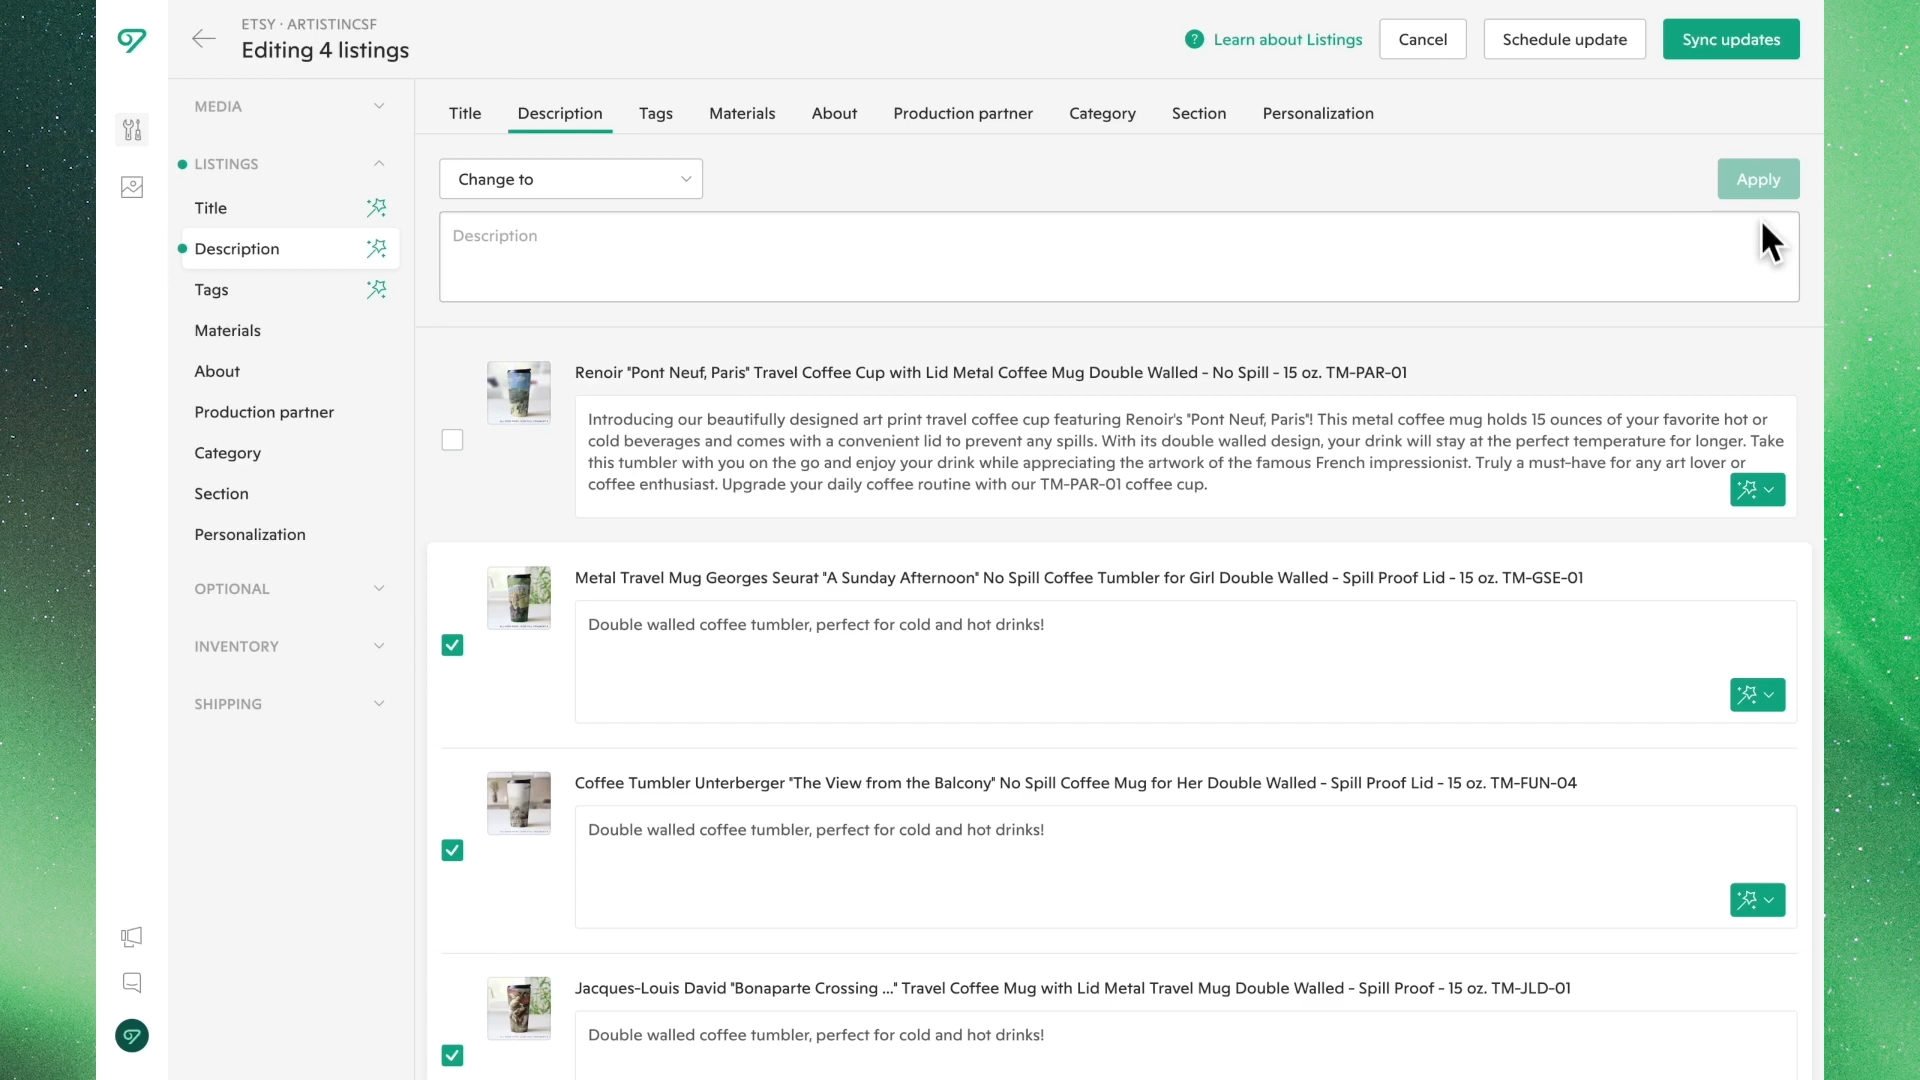 ETSY · ARTISTINCSF
Editing 4 listings
? Learn about Listings
Cancel
Schedule update
Sync updates
MEDIA
LISTINGS
Title
Description
Tags
Materials
About
Production partner
Category
Section
Personalization
OPTIONAL
INVENTORY
SHIPPING
Title
Description
Tags
Materials
About
Production partner
Category
Section
Personalization
Change to
Apply
Description
Renoir "Pont Neuf, Paris" Travel Coffee Cup with Lid Metal Coffee Mug Double Walled - No Spill - 15 oz. TM-PAR-01
Introducing our beautifully designed art print travel coffee cup featuring Renoir's "Pont Neuf, Paris"! This metal coffee mug holds 15 ounces of your favorite hot or
cold beverages and comes with a convenient lid to prevent any spills. With its double walled design, your drink will stay at the perfect temperature for longer. Take
this tumbler with you on the go and enjoy your drink while appreciating the artwork of the famous French impressionist. Truly a must-have for any art lover or
coffee enthusiast. Upgrade your daily coffee routine with our TM-PAR-01 coffee cup.
Metal Travel Mug Georges Seurat "A Sunday Afternoon" No Spill Coffee Tumbler for Girl Double Walled - Spill Proof Lid - 15 oz. TM-GSE-01
Double walled coffee tumbler, perfect for cold and hot drinks!
Coffee Tumbler Unterberger "The View from the Balcony" No Spill Coffee Mug for Her Double Walled - Spill Proof Lid - 15 oz. TM-FUN-04
Double walled coffee tumbler, perfect for cold and hot drinks!
Jacques-Louis David "Bonaparte Crossing ..." Travel Coffee Mug with Lid Metal Travel Mug Double Walled - Spill Proof - 15 oz. TM-JLD-01
Double walled coffee tumbler, perfect for cold and hot drinks!